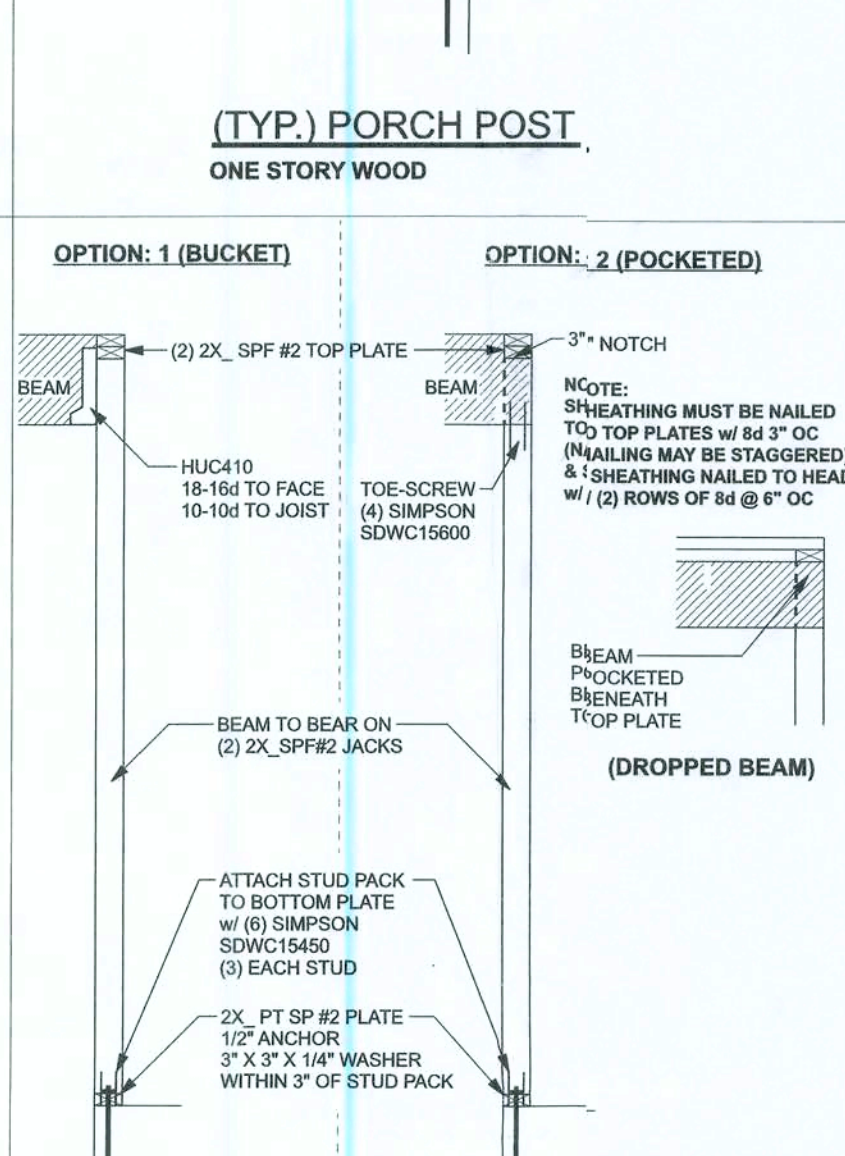 (TYP.) PORCH POST
ONE STORY WOOD
OPTION: 1 (BUCKET)
OPTION: 2 (POCKETED)
(2) 2X_ SPF #2 TOP PLATE
3" NOTCH
BEAM
BEAM
NOTE:
SHEATHING MUST BE NAILED
TO TOP PLATES w/ 8d 3" OC
(NAILING MAY BE STAGGERED)
& SHEATHING NAILED TO HEAD
w/ (2) ROWS OF 8d @ 6" OC
HUC410
18-16d TO FACE
10-10d TO JOIST
TOE-SCREW
(4) SIMPSON
SDWC15600
BEAM
POCKETED
BENEATH
TOP PLATE
(DROPPED BEAM)
BEAM TO BEAR ON
(2) 2X_SPF#2 JACKS
ATTACH STUD PACK
TO BOTTOM PLATE
w/ (6) SIMPSON
SDWC15450
(3) EACH STUD
2X_ PT SP #2 PLATE
1/2" ANCHOR
3" X 3" X 1/4" WASHER
WITHIN 3" OF STUD PACK